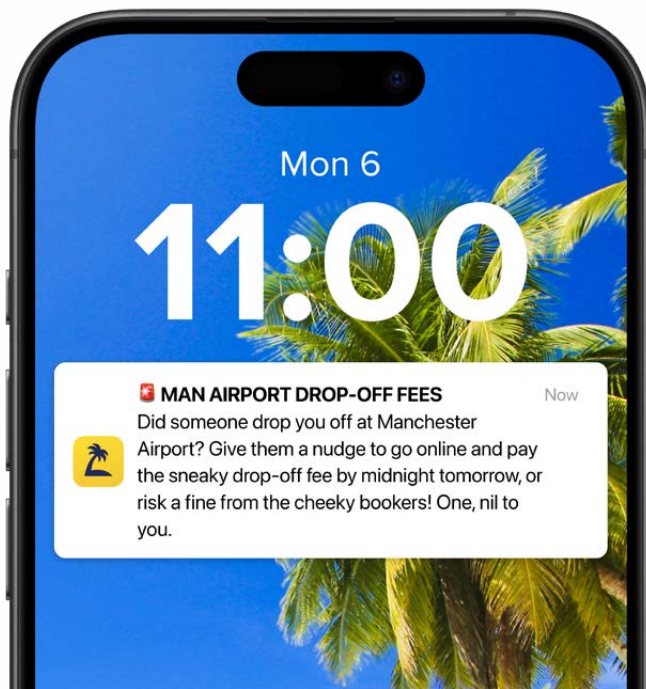 Mon 6
11:00
🚨 MAN AIRPORT DROP-OFF FEES Now
Did someone drop you off at Manchester
Airport? Give them a nudge to go online and pay
the sneaky drop-off fee by midnight tomorrow, or
risk a fine from the cheeky bookers! One, nil to
you.